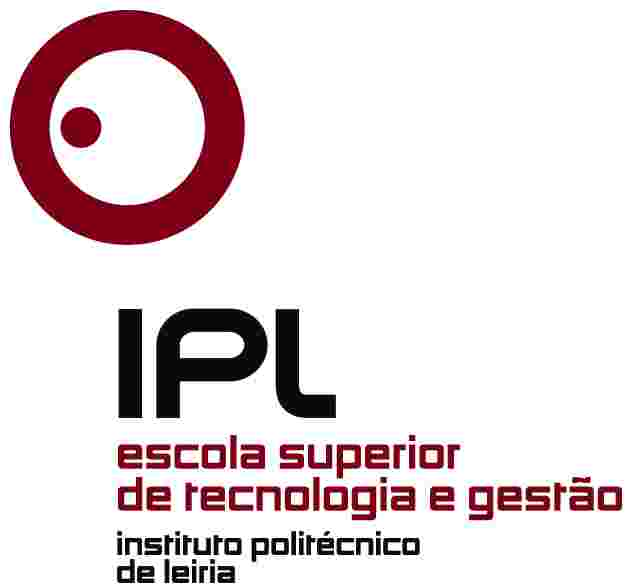 IPL
escola superior
de tecnologia e gestão
instituto politécnico
de leiria